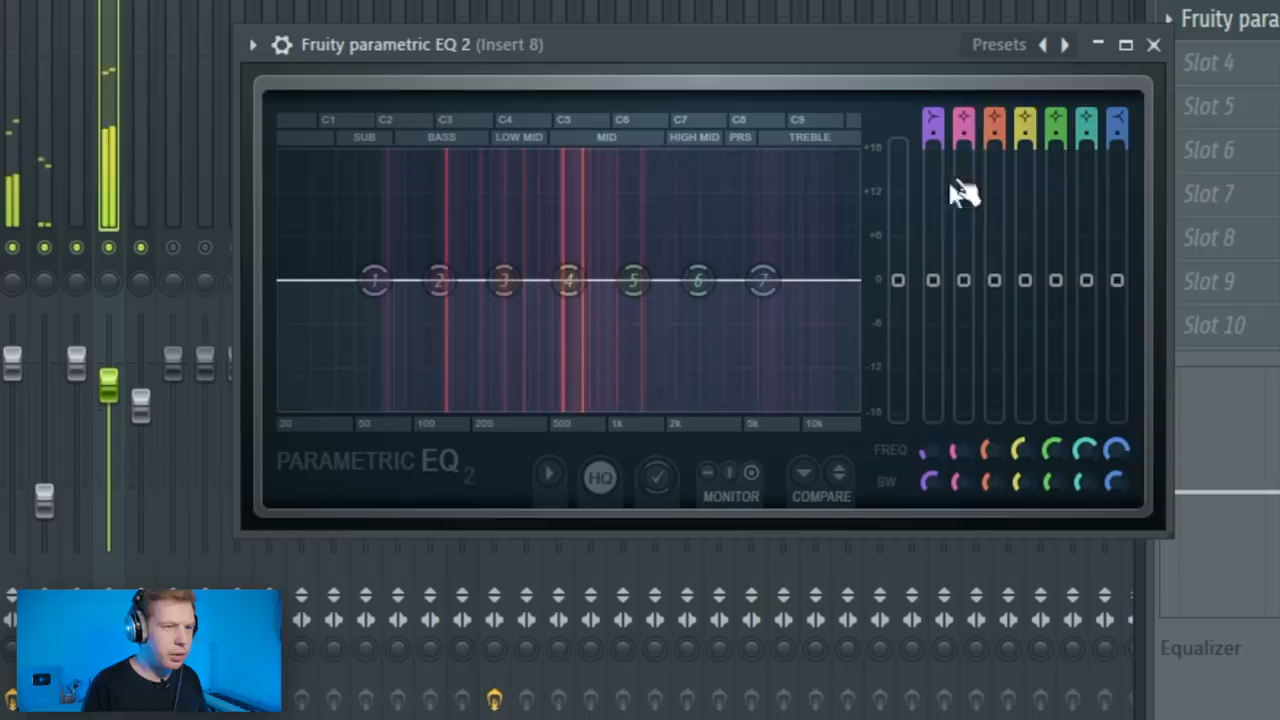 Fruity parametric EQ 2 (Insert 8)
Presets
Fruity para
Slot 4
Slot 5
Slot 6
Slot 7
Slot 8
Slot 9
Slot 10
C1 C2 C3 C4 C5 C6 C7 C8 C9
SUB BASS LOW MID MID HIGH MID PRS TREBLE
+18
+12
+6
0
-6
-12
-18
1 2 3 4 5 6 7
20 50 100 200 500 1k 2k 5k 10k
PARAMETRIC EQ 2
HQ
MONITOR
COMPARE
FREQ
BW
Equalizer